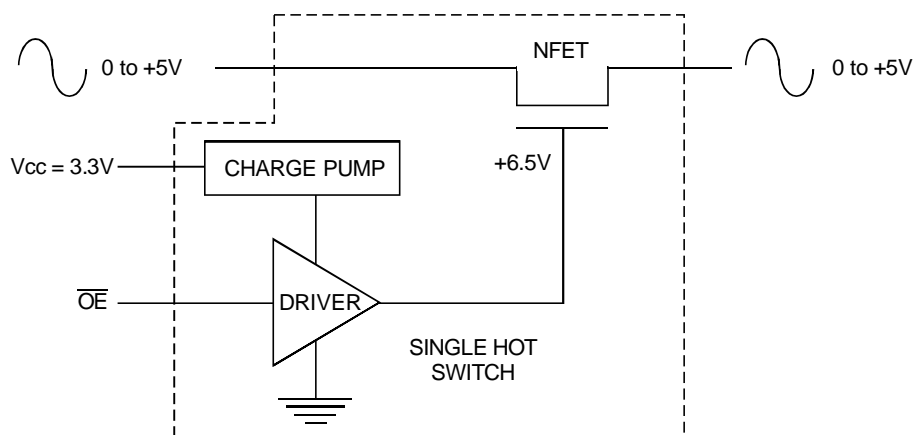 NFET
0 to +5V
0 to +5V
+6.5V
Vcc = 3.3V
CHARGE PUMP
OE
DRIVER
SINGLE HOT
SWITCH